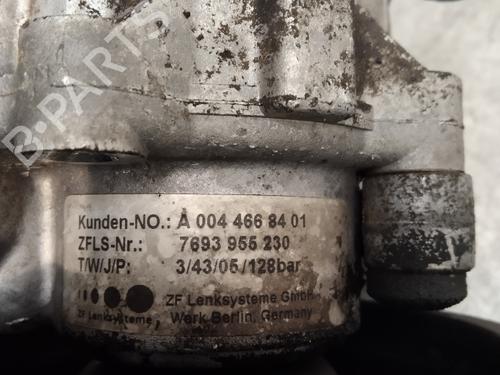 B-PARTS
Kunden-NO.: A 004 466 84 01
ZFLS-Nr.: 7693 955 230
T/W/J/P: 3/43/05/128bar
ZF Lenksysteme GmbH
ZF Lenksysteme Werk Berlin, Germany